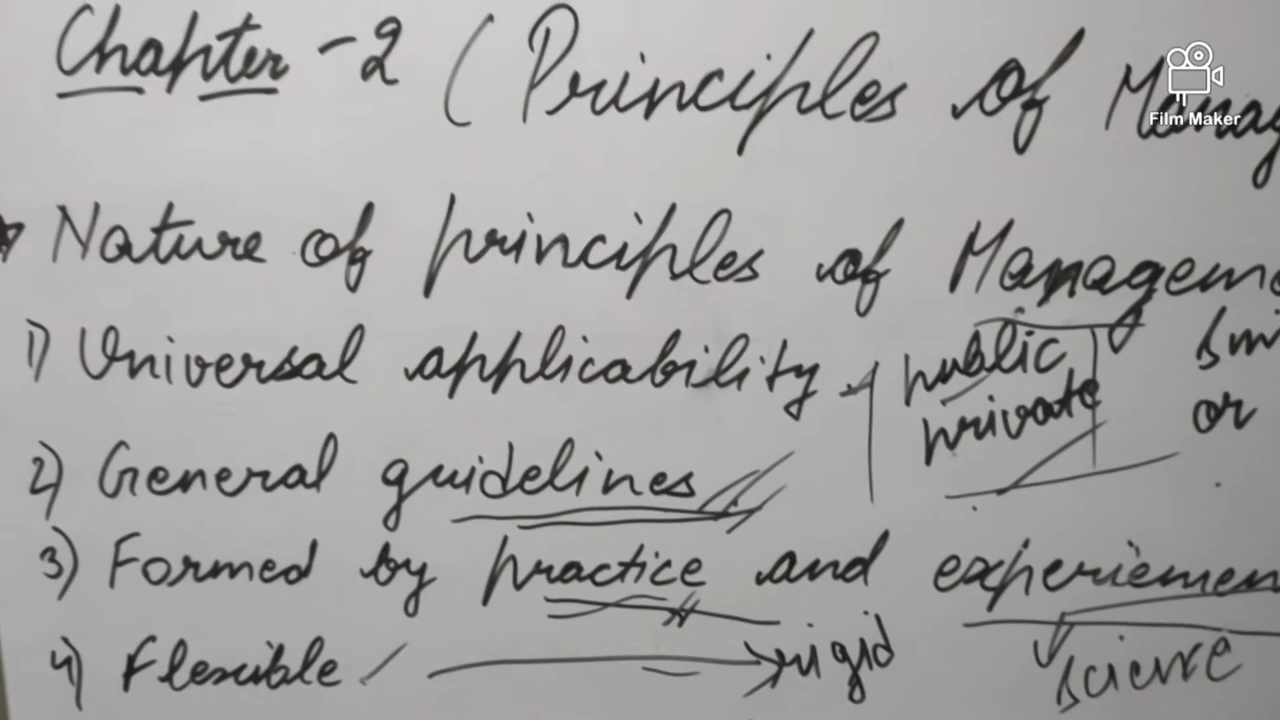 Chapter - 2 (Principles of Manag
Film Maker
Nature of principles of Managem
1) Universal applicability public
private or
2) General guidelines
3) Formed by practice and experiemen
4) Flexible rigid science